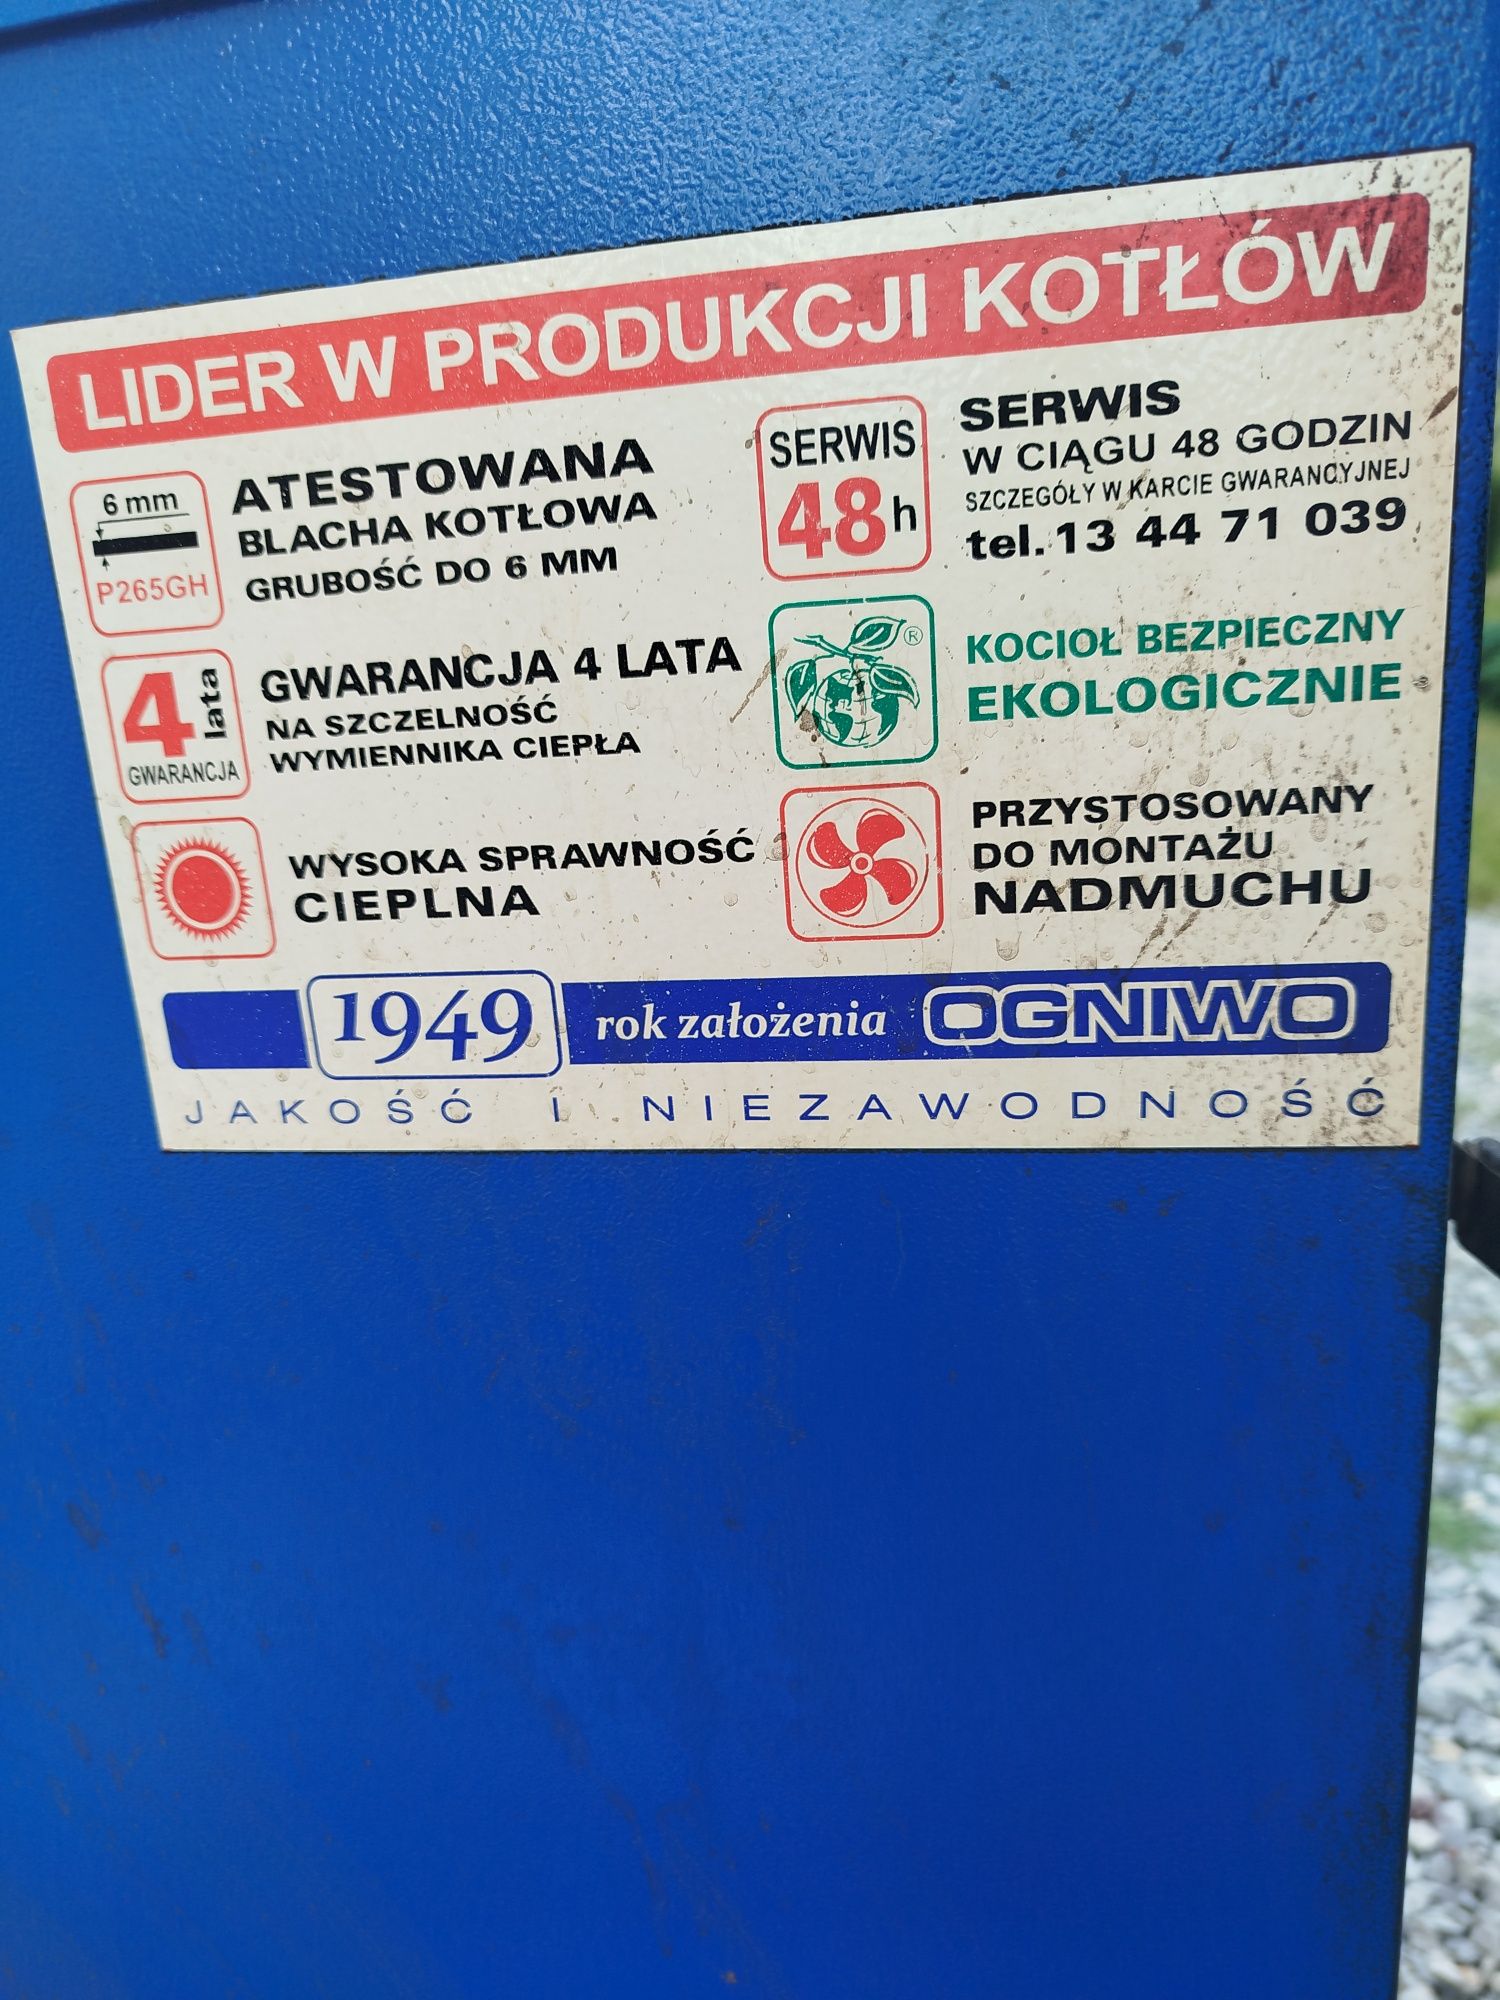 LIDER W PRODUKCJI KOTŁÓW
6 mm
P265GH
ATESTOWANA
BLACHA KOTŁOWA
GRUBOŚĆ DO 6 MM
SERWIS
48h
SERWIS
W CIĄGU 48 GODZIN
SZCZEGÓŁY W KARCIE GWARANCYJNEJ
tel.13 44 71 039
4 lata
GWARANCJA
GWARANCJA 4 LATA
NA SZCZELNOŚĆ
WYMIENNIKA CIEPŁA
®
KOCIOŁ BEZPIECZNY
EKOLOGICZNIE
WYSOKA SPRAWNOŚĆ
CIEPLNA
PRZYSTOSOWANY
DO MONTAŻU
NADMUCHU
1949 rok założenia OGNIWO
JAKOŚĆ I NIEZAWODNOŚĆ